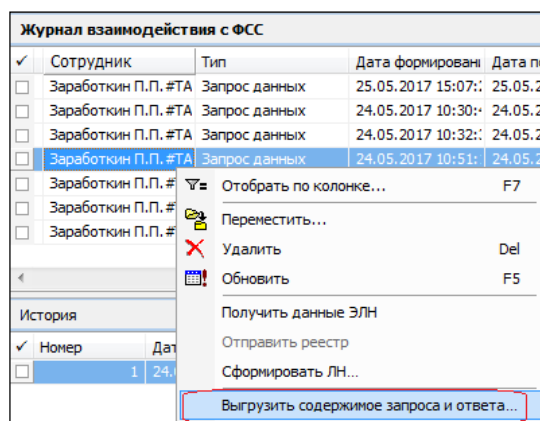 Журнал взаимодействия с ФСС
Сотрудник Тип Дата формировани Дата п
Заработкин П.П. #ТА Запрос данных 25.05.2017 15:07: 25.05.2
Заработкин П.П. #ТА Запрос данных 24.05.2017 10:30: 24.05.2
Заработкин П.П. #ТА Запрос данных 24.05.2017 10:32: 24.05.2
Заработкин П.П. #ТА Запрос данных 24.05.2017 10:51: 24.05.2
Заработкин П.П. #
Заработкин П.П. #
Заработкин П.П. #
Отобрать по колонке... F7
Переместить...
Удалить Del
Обновить F5
Получить данные ЭЛН
Отправить реестр
Сформировать ЛН...
Выгрузить содержимое запроса и ответа...
История
Номер Дат
1 24.